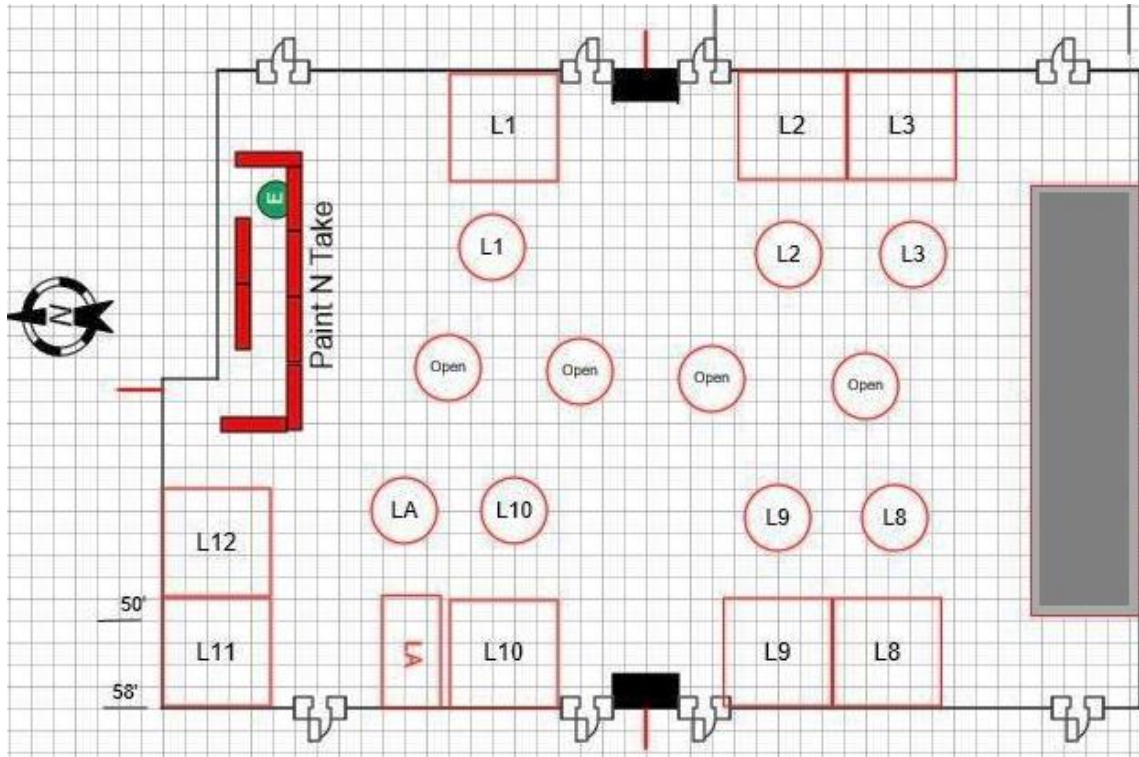 L1
L2
L3
E
Paint N Take
L1
L2
L3
N
Open
Open
Open
Open
LA
L10
L9
L8
L12
50'
L11
LA
L10
L9
L8
58'